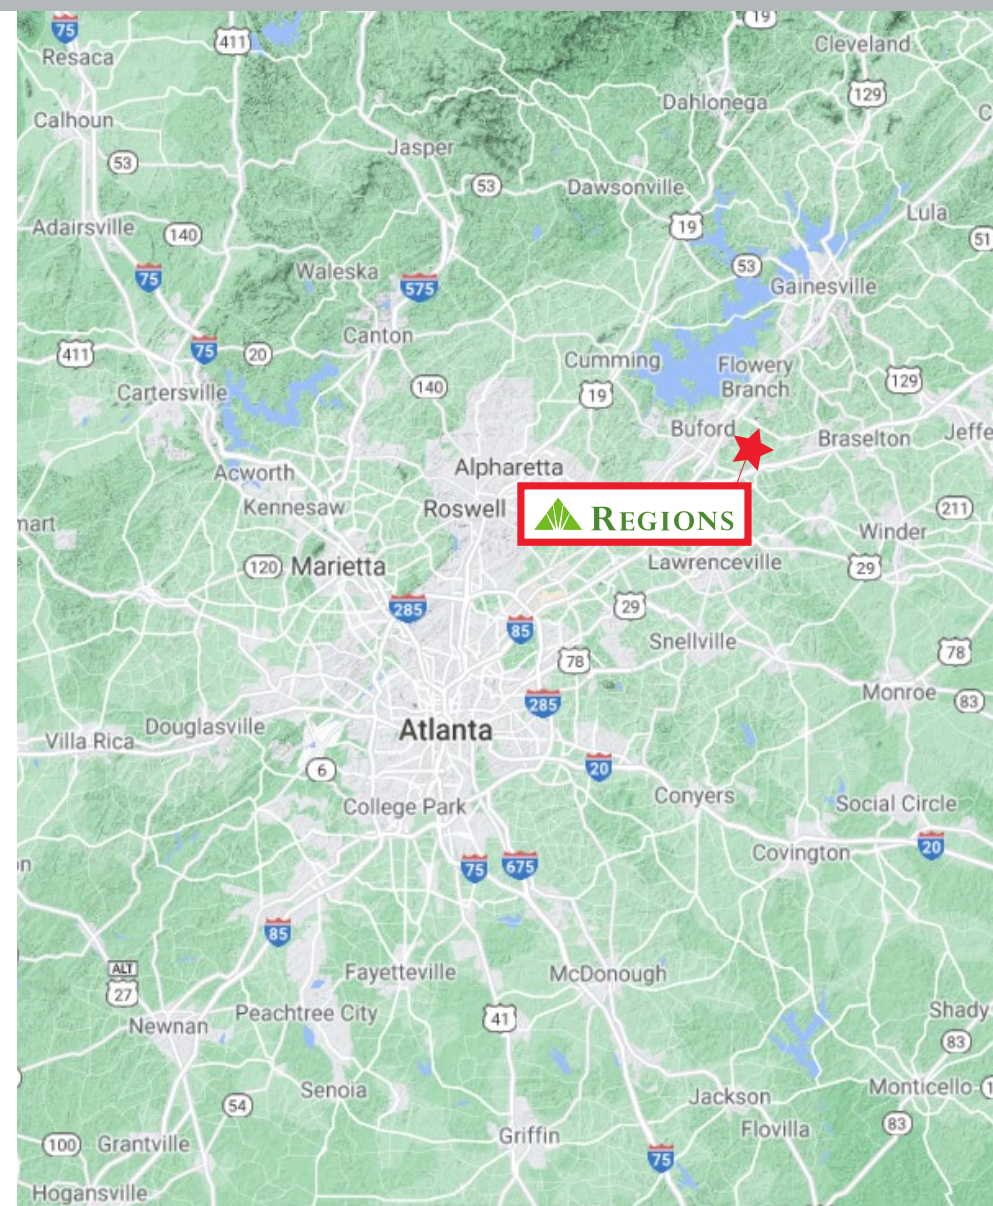 75
19
Resaca
411
Cleveland
Dahlonega
129
Calhoun
Jasper
53
53
Dawsonville
Adairsville
140
19
Lula
51
Waleska
53
75
575
Gainesville
Canton
411
75
20
Cumming
Flowery
Branch
Cartersville
140
19
129
Buford
Braselton
Jeffe
Acworth
Alpharetta
Kennesaw
Roswell
REGIONS
211
mart
Winder
120
Marietta
Lawrenceville
29
285
29
85
Snellville
78
78
Monroe
83
285
Atlanta
Douglasville
Villa Rica
6
20
College Park
Conyers
Social Circle
Covington
20
75
675
85
ALT
27
Fayetteville
McDonough
Newnan
Peachtree City
41
Shady
83
Senoia
54
Jackson
Monticello
83
100
Grantville
Griffin
Flovilla
75
Hogansville